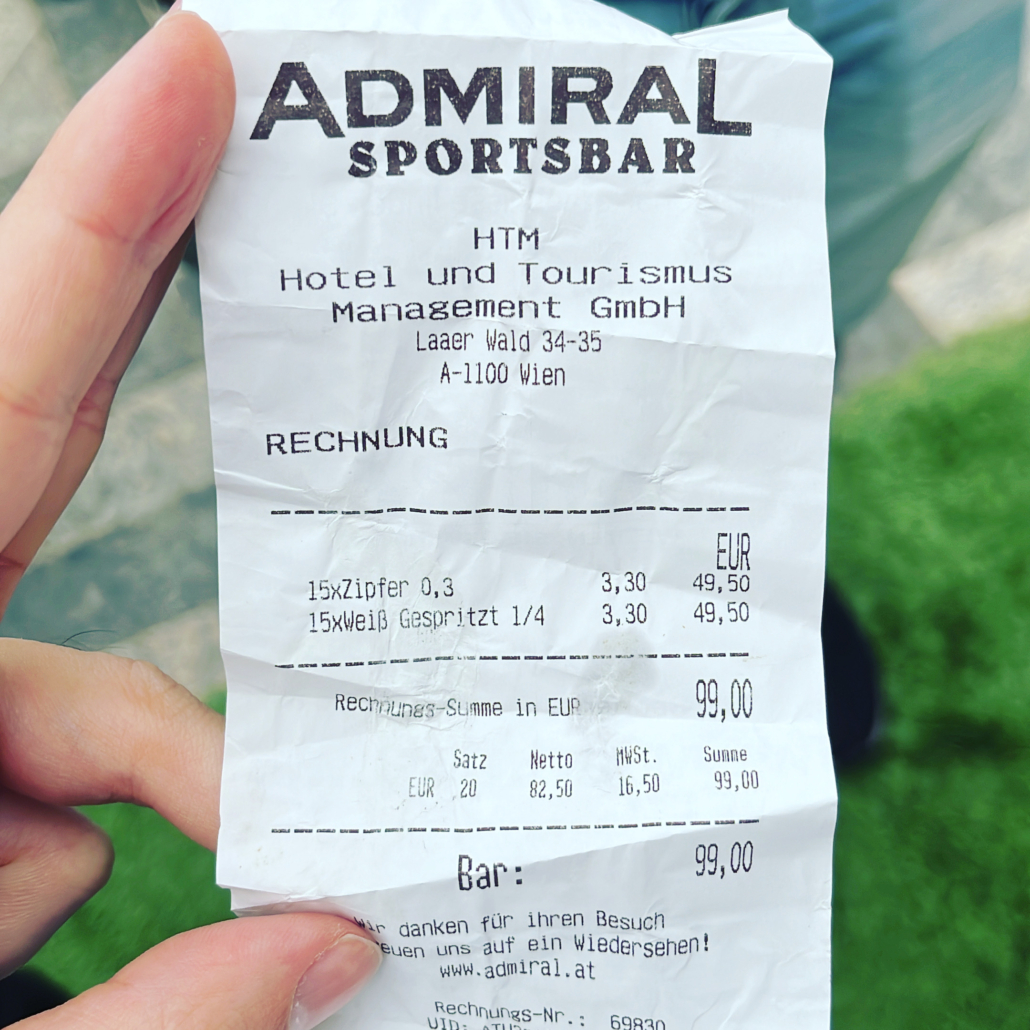 ADMIRAL
SPORTSBAR
HTM
Hotel und Tourismus
Management GmbH
Laaer Wald 34-35
A-1100 Wien
RECHNUNG
EUR
15xZipfer 0,3 3,30 49,50
15xWeiß Gespritzt 1/4 3,30 49,50
Rechnungs-Summe in EUR 99,00
Satz Netto MWSt. Summe
EUR 20 82,50 16,50 99,00
Bar: 99,00
Wir danken für ihren Besuch
euen uns auf ein Wiedersehen!
www.admiral.at
Rechnungs-Nr.: 69830
UID: